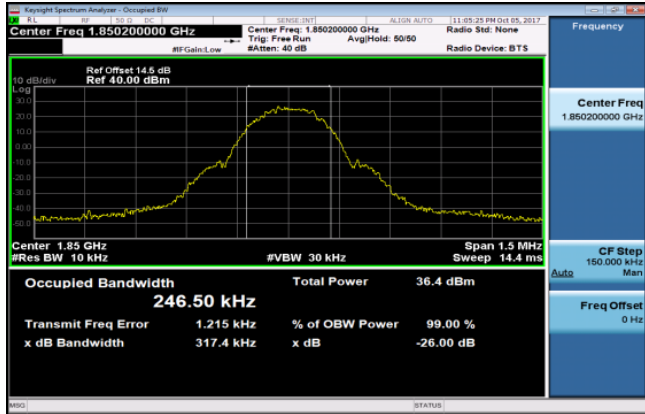 Keysight Spectrum Analyzer - Occupied BW
RL RF 50 Ω DC SENSE:INT ALIGN AUTO 11:05:25 PM Oct 05, 2017
Center Freq 1.850200000 GHz
Center Freq: 1.850200000 GHz
Radio Std: None
Trig: Free Run Avg|Hold: 50/50
#IFGain:Low #Atten: 40 dB Radio Device: BTS
Ref Offset 14.5 dB
10 dB/div Ref 40.00 dBm
Log
30.0
20.0
10.0
0.00
-10.0
-20.0
-30.0
-40.0
-50.0
Center 1.85 GHz Span 1.5 MHz
#Res BW 10 kHz #VBW 30 kHz Sweep 14.4 ms
Occupied Bandwidth Total Power 36.4 dBm
246.50 kHz
Transmit Freq Error 1.215 kHz % of OBW Power 99.00 %
x dB Bandwidth 317.4 kHz x dB -26.00 dB
MSG STATUS
Frequency
Center Freq
1.850200000 GHz
CF Step
150.000 kHz
Auto Man
Freq Offset
0 Hz